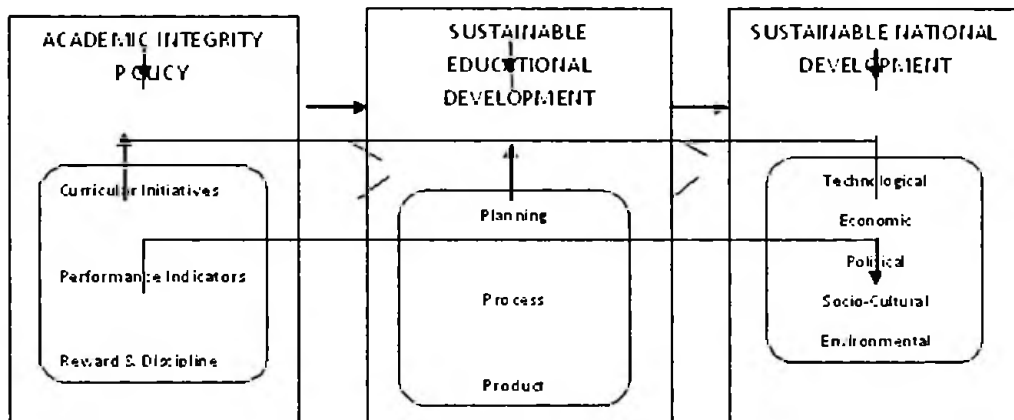 ACADEMIC INTEGRITY
POLICY
Curricular Initiatives
Performance Indicators
Reward & Discipline
SUSTAINABLE
EDUCATIONAL
DEVELOPMENT
Planning
Process
Product
SUSTAINABLE NATIONAL
DEVELOPMENT
Technological
Economic
Political
Socio-Cultural
Environmental